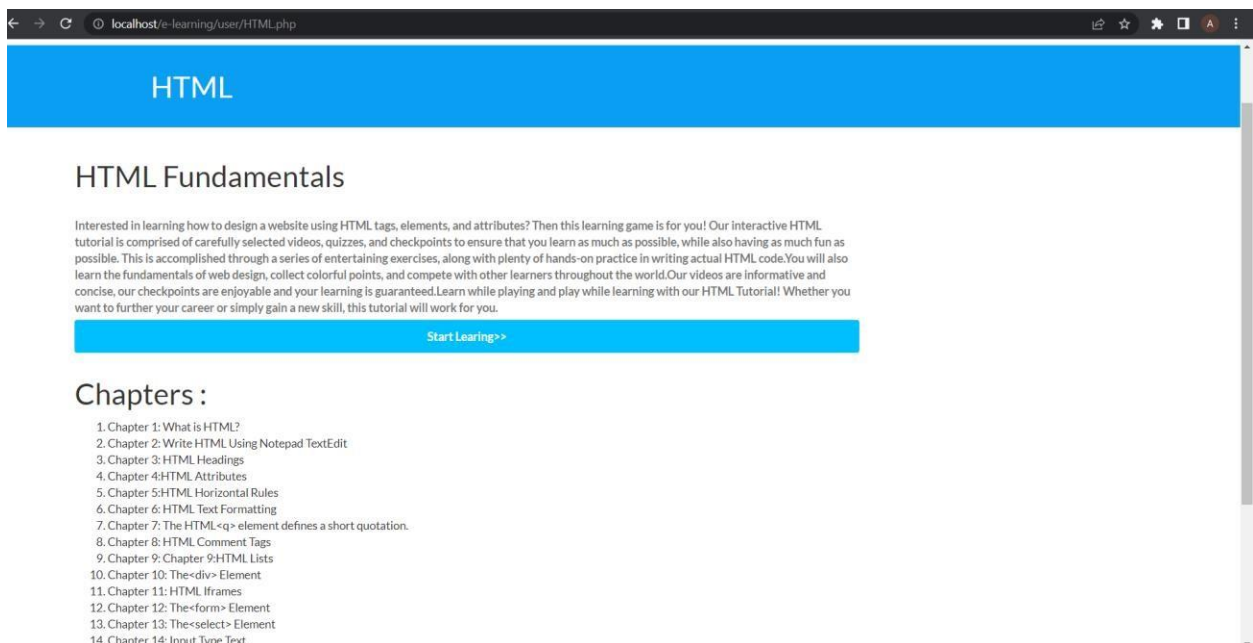 localhost/e-learning/user/HTML.php
A
HTML
HTML Fundamentals
Interested in learning how to design a website using HTML tags, elements, and attributes? Then this learning game is for you! Our interactive HTML
tutorial is comprised of carefully selected videos, quizzes, and checkpoints to ensure that you learn as much as possible, while also having as much fun as
possible. This is accomplished through a series of entertaining exercises, along with plenty of hands-on practice in writing actual HTML code.You will also
learn the fundamentals of web design, collect colorful points, and compete with other learners throughout the world.Our videos are informative and
concise, our checkpoints are enjoyable and your learning is guaranteed.Learn while playing and play while learning with our HTML Tutorial! Whether you
want to further your career or simply gain a new skill, this tutorial will work for you.
Start Learing>>
Chapters :
1. Chapter 1: What is HTML?
2. Chapter 2: Write HTML Using Notepad TextEdit
3. Chapter 3: HTML Headings
4. Chapter 4:HTML Attributes
5. Chapter 5:HTML Horizontal Rules
6. Chapter 6: HTML Text Formatting
7. Chapter 7: The HTML<q> element defines a short quotation.
8. Chapter 8: HTML Comment Tags
9. Chapter 9: Chapter 9:HTML Lists
10. Chapter 10: The<div> Element
11. Chapter 11: HTML Iframes
12. Chapter 12: The<form> Element
13. Chapter 13: The<select> Element
14. Chapter 14: Input Type Text